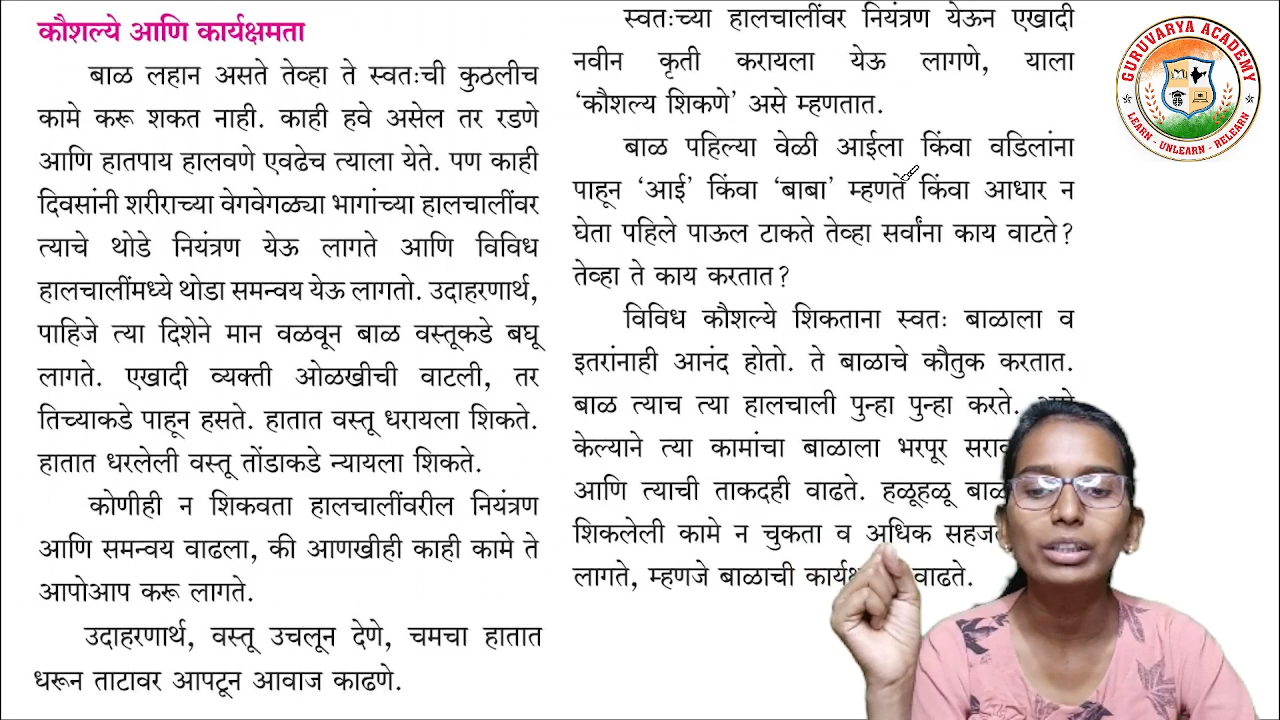 कौशल्ये आणि कार्यक्षमता
बाळ लहान असते तेव्हा ते स्वतःची कुठलीच
कामे करू शकत नाही. काही हवे असेल तर रडणे
आणि हातपाय हालवणे एवढेच त्याला येते. पण काही
दिवसांनी शरीराच्या वेगवेगळ्या भागांच्या हालचालींवर
त्याचे थोडे नियंत्रण येऊ लागते आणि विविध
हालचालींमध्ये थोडा समन्वय येऊ लागतो. उदाहरणार्थ,
पाहिजे त्या दिशेने मान वळवून बाळ वस्तूकडे बघू
लागते. एखादी व्यक्ती ओळखीची वाटली, तर
तिच्याकडे पाहून हसते. हातात वस्तू धरायला शिकते.
हातात धरलेली वस्तू तोंडाकडे न्यायला शिकते.
कोणीही न शिकवता हालचालींवरील नियंत्रण
आणि समन्वय वाढला, की आणखीही काही कामे ते
आपोआप करू लागते.
उदाहरणार्थ, वस्तू उचलून देणे, चमचा हातात
धरून ताटावर आपटून आवाज काढणे.
स्वतःच्या हालचालींवर नियंत्रण येऊन एखादी
नवीन कृती करायला येऊ लागणे, याला
‘कौशल्य शिकणे’ असे म्हणतात.
बाळ पहिल्या वेळी आईला किंवा वडिलांना
पाहून ‘आई’ किंवा ‘बाबा’ म्हणते किंवा आधार न
घेता पहिले पाऊल टाकते तेव्हा सर्वांना काय वाटते?
तेव्हा ते काय करतात?
विविध कौशल्ये शिकताना स्वतः बाळाला व
इतरांनाही आनंद होतो. ते बाळाचे कौतुक करतात.
बाळ त्याच त्या हालचाली पुन्हा पुन्हा करते.
केल्याने त्या कामांचा बाळाला भरपूर
आणि त्याची ताकदही वाढते. हळूहळू
शिकलेली कामे न चुकता व अधिक
लागते, म्हणजे बाळाची वाढते.
GURUVARYA ACADEMY
LEARN - UNLEARN - RELEARN